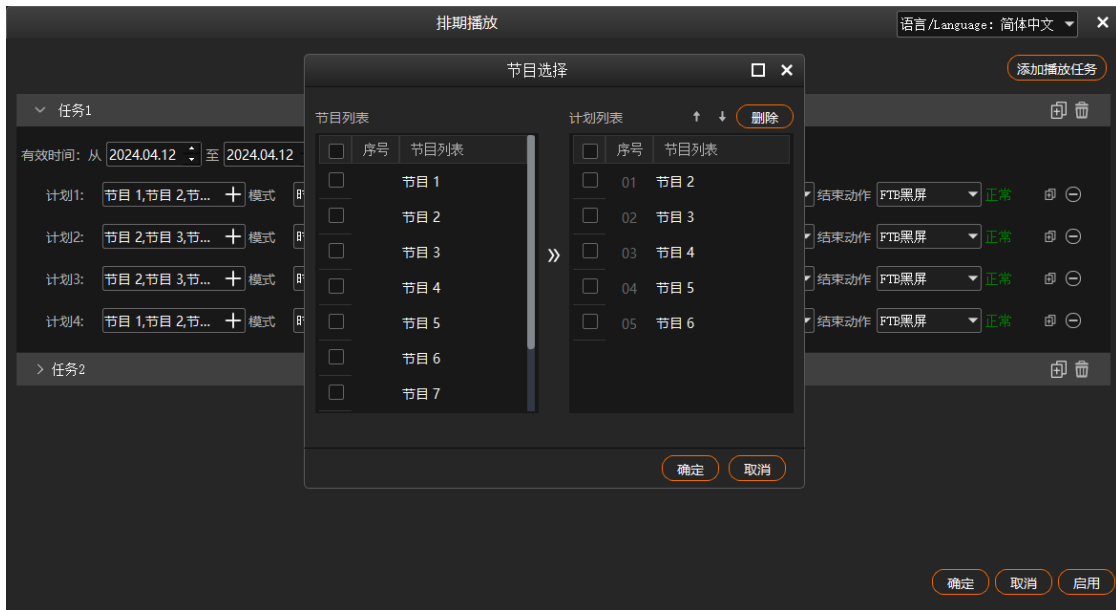 排期播放
语言/Language: 简体中文
添加播放任务
任务1
有效时间: 从 2024.04.12 至 2024.04.12
计划1: 节目 1,节目 2,节... 模式 结束动作 FTB黑屏 正常
计划2: 节目 2,节目 3,节... 模式 结束动作 FTB黑屏 正常
计划3: 节目 2,节目 3,节... 模式 结束动作 FTB黑屏 正常
计划4: 节目 1,节目 2,节... 模式 结束动作 FTB黑屏 正常
任务2
节目选择
节目列表
序号 节目列表
节目 1
节目 2
节目 3
节目 4
节目 5
节目 6
节目 7
计划列表 删除
序号 节目列表
01 节目 2
02 节目 3
03 节目 4
04 节目 5
05 节目 6
确定 取消
确定 取消 启用